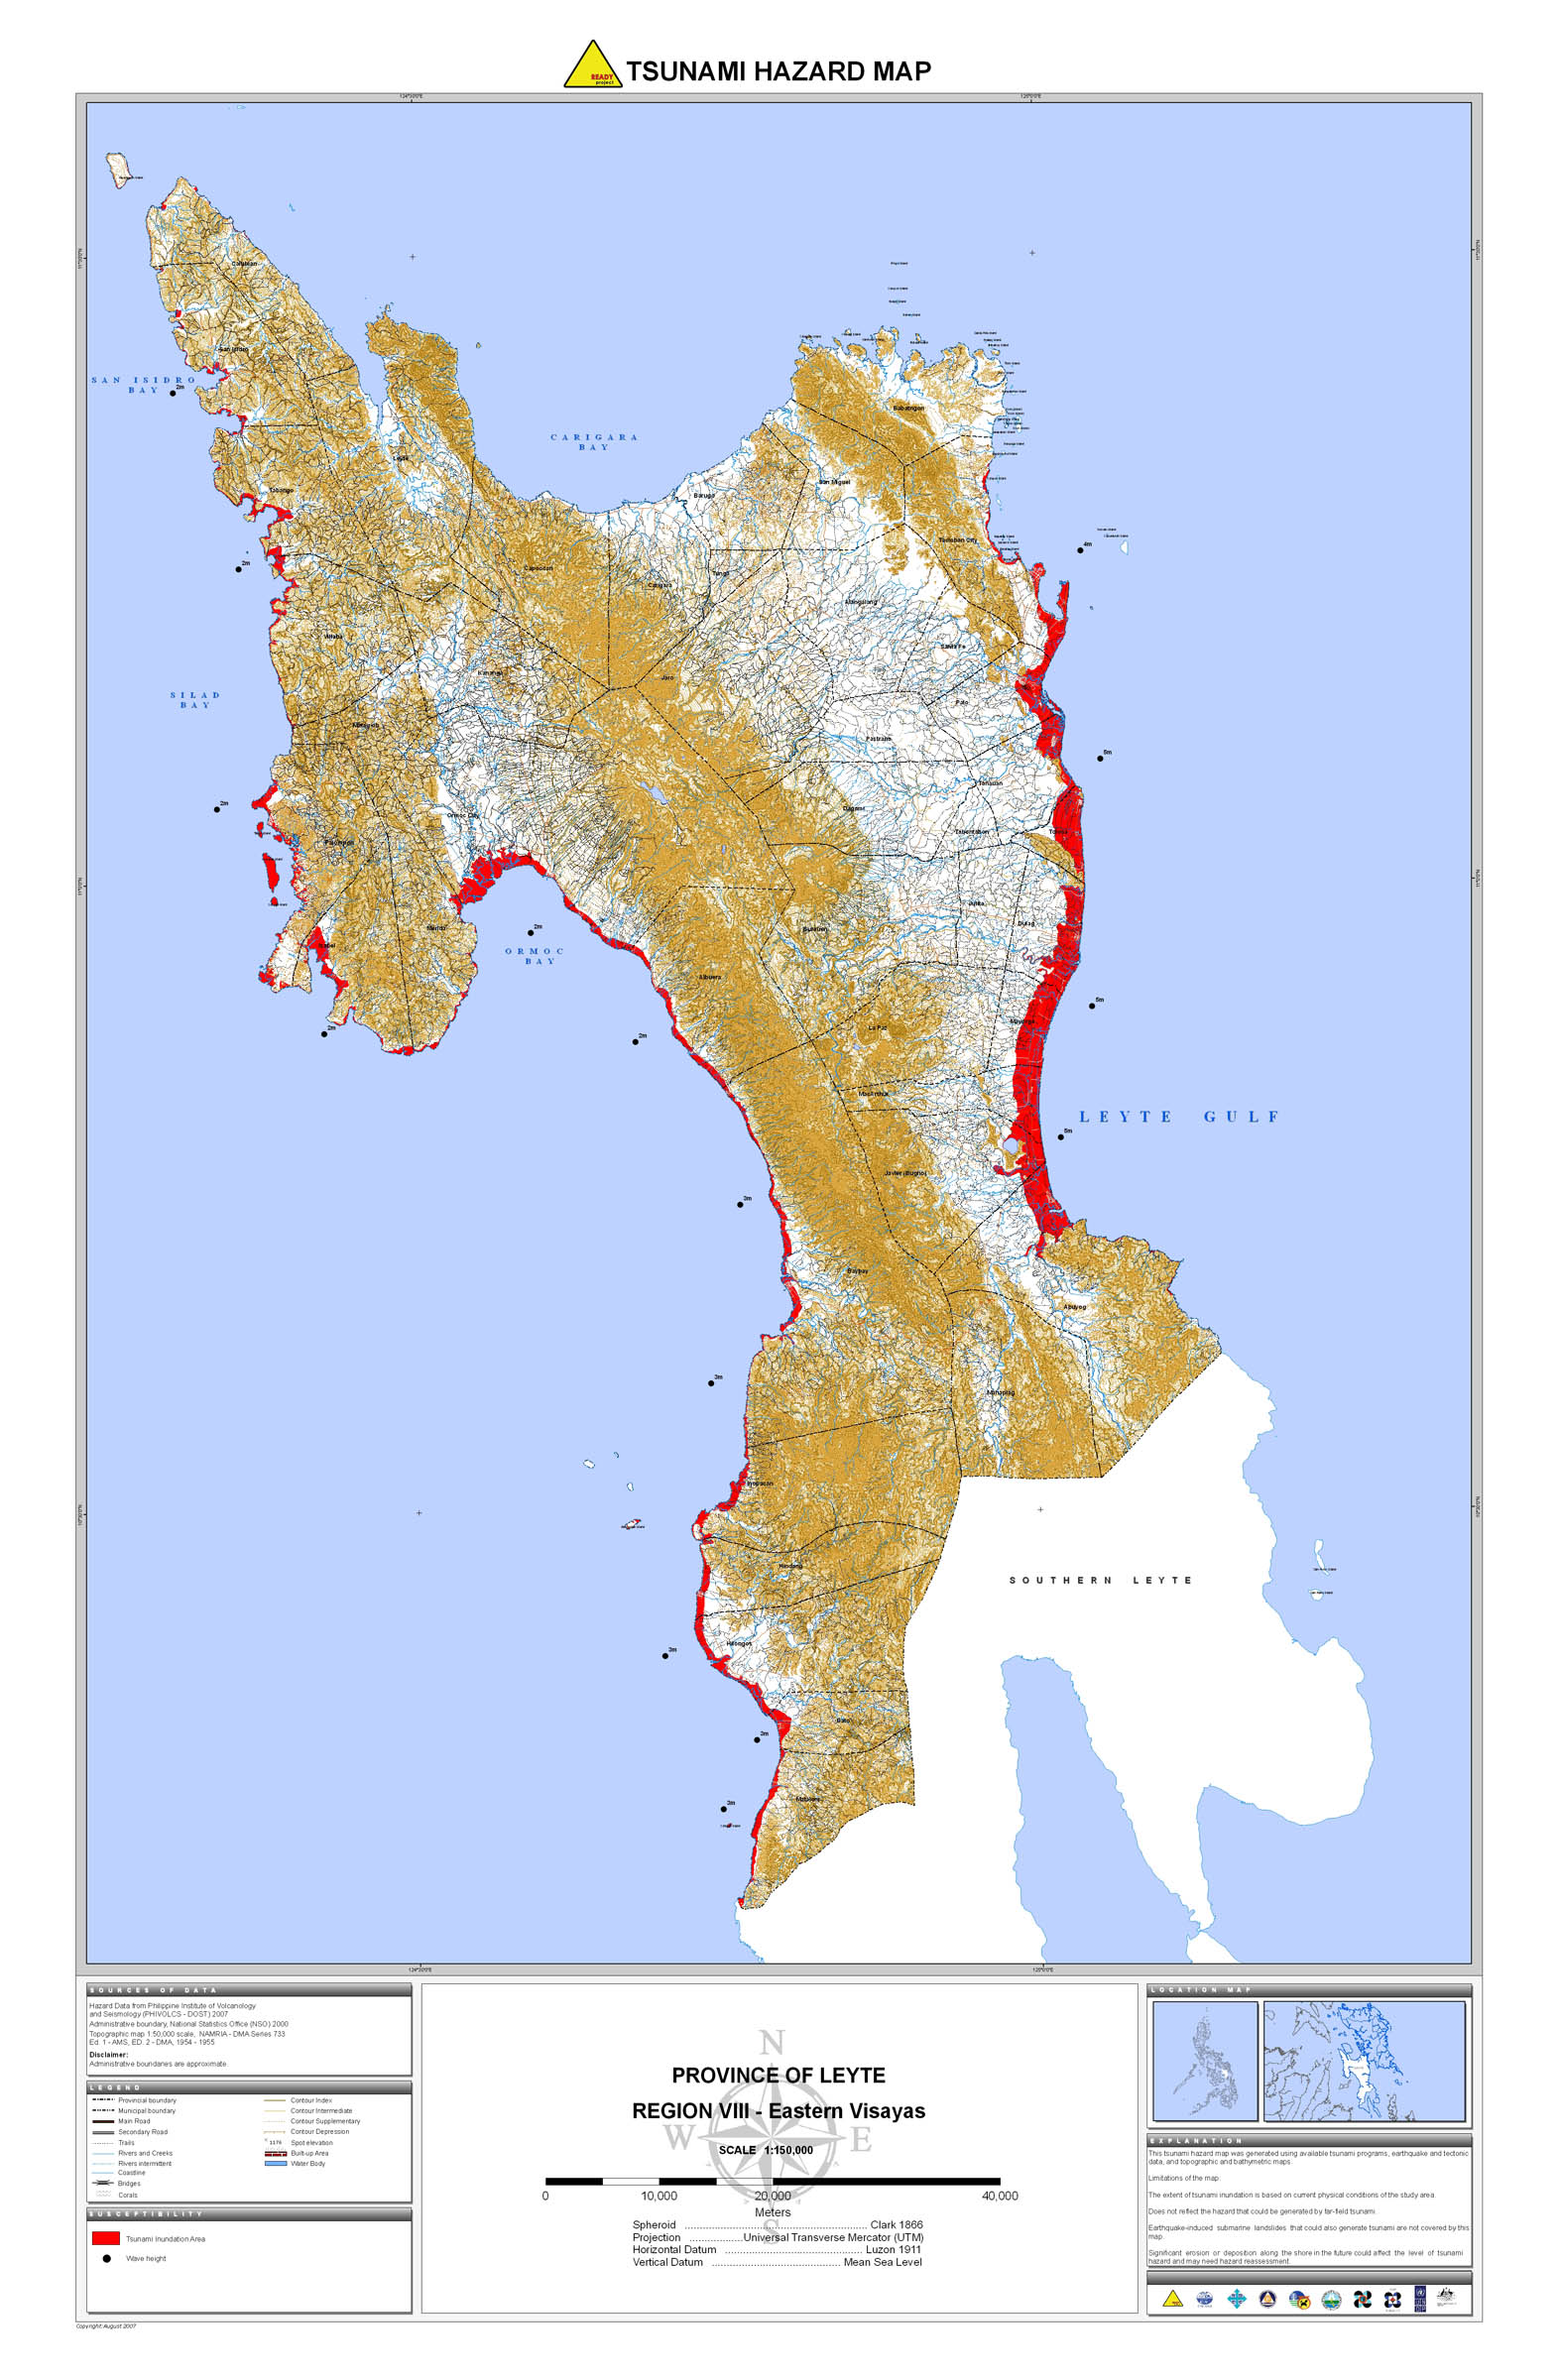 READY
project
TSUNAMI HAZARD MAP
Calubian
San Isidro
SAN ISIDRO
BAY
2m
CARIGARA
BAY
Babatngon
Leyte
San Miguel
Barugo
Tabango
Tacloban City
4m
Capoocan
Carigara
Tunga
Alangalang
2m
Villaba
Santa Fe
Kananga
Jaro
SILAD
BAY
Palo
Matag-ob
Pastrana
5m
Tanauan
2m
Ormoc City
Dagami
Tabontabon
Tolosa
Palompon
Julita
Dulag
Merida
Burauen
2m
Isabel
ORMOC
BAY
Albuera
5m
La Paz
Mayorga
2m
2m
MacArthur
LEYTE GULF
5m
Javier (Bugho)
3m
Baybay
Abuyog
3m
Mahaplag
Inopacan
Hindang
SOUTHERN LEYTE
Hilongos
3m
Bato
3m
Matalom
3m
SOURCES OF DATA
Hazard Data from Philippine Institute of Volcanology
and Seismology (PHIVOLCS - DOST) 2007
Administrative boundary, National Statistics Office (NSO) 2000
Topographic map 1:50,000 scale, NAMRIA - DMA Series 733
Ed. 1 - AMS, ED. 2 - DMA, 1954 - 1955
Disclaimer:
Administrative boundaries are approximate.
LEGEND
Provincial boundary
Municipal boundary
Main Road
Secondary Road
Trails
Rivers and Creeks
Rivers intermittent
Coastline
Bridges
Corals
Contour Index
Contour Intermediate
Contour Supplementary
Contour Depression
1176 Spot elevation
Built-up Area
Water Body
SUSCEPTIBILITY
Tsunami Inundation Area
Wave height
N
W
E
S
PROVINCE OF LEYTE
REGION VIII - Eastern Visayas
SCALE 1:150,000
0 10,000 20,000 40,000
Meters
Spheroid ........ Clark 1866
Projection ........ Universal Transverse Mercator (UTM)
Horizontal Datum ........ Luzon 1911
Vertical Datum ........ Mean Sea Level
LOCATION MAP
EXPLANATION
This tsunami hazard map was generated using available tsunami programs, earthquake and tectonic
data, and topographic and bathymetric maps.
Limitations of the map:
The extent of tsunami inundation is based on current physical conditions of the study area.
Does not reflect the hazard that could be generated by far-field tsunami.
Earthquake-induced submarine landslides that could also generate tsunami are not covered by this
map.
Significant erosion or deposition along the shore in the future could affect the level of tsunami
hazard and may need hazard reassessment.
Copyright: August 2007